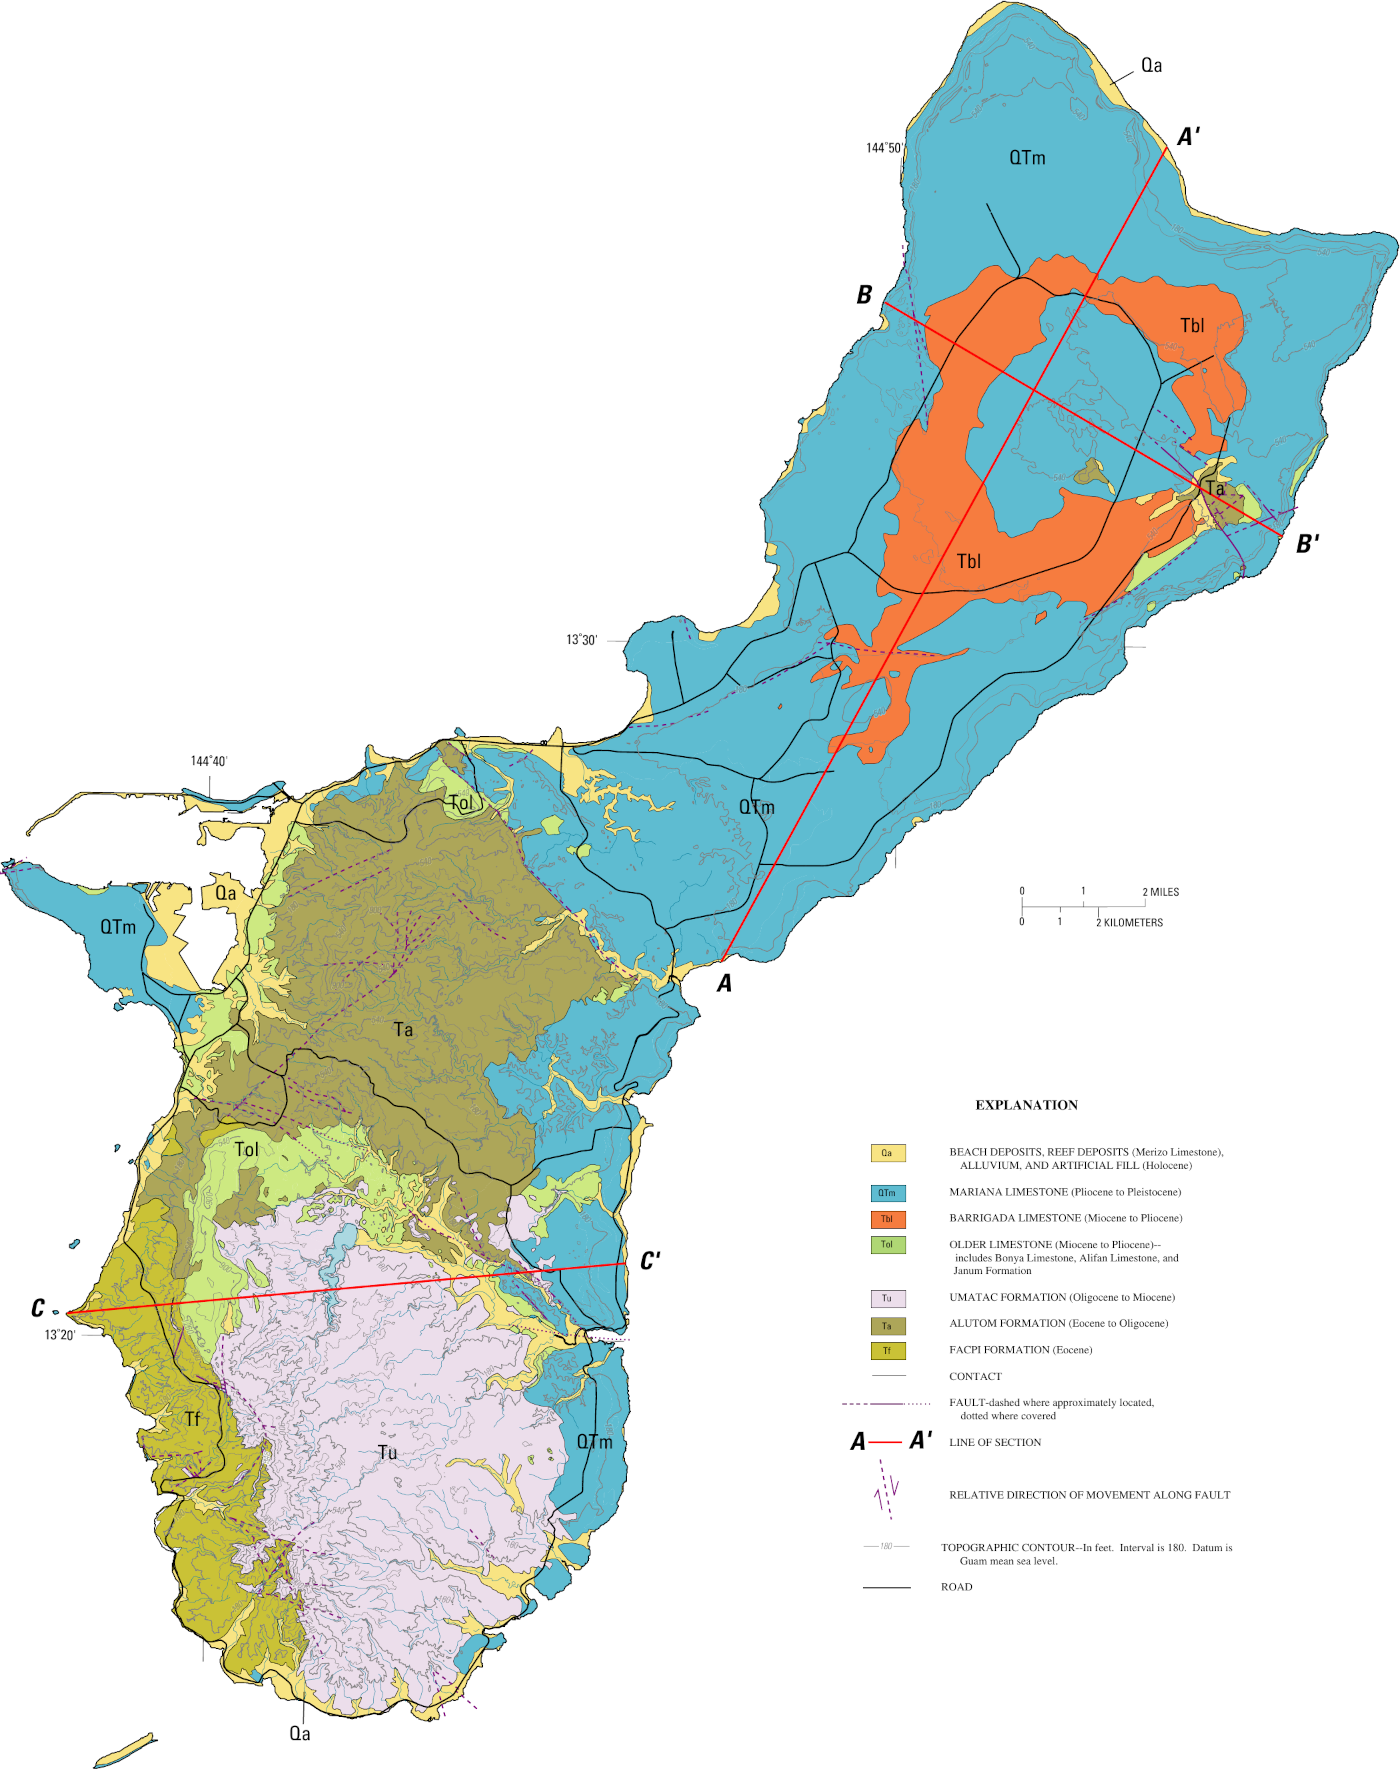 Qa
A'
144°50'
QTm
B
Tbl
Ta
B'
Tbl
13°30'
144°40'
Tol
QTm
Qa
QTm
0 1 2 MILES
0 1 2 KILOMETERS
A
Ta
Tol
C'
C
13°20'
Tf
Tu
QTm
Qa
EXPLANATION
Qa BEACH DEPOSITS, REEF DEPOSITS (Merizo Limestone),
ALLUVIUM, AND ARTIFICIAL FILL (Holocene)
QTm MARIANA LIMESTONE (Pliocene to Pleistocene)
Tbl BARRIGADA LIMESTONE (Miocene to Pliocene)
Tol OLDER LIMESTONE (Miocene to Pliocene)--
includes Bonya Limestone, Alifan Limestone, and
Janum Formation
Tu UMATAC FORMATION (Oligocene to Miocene)
Ta ALUTOM FORMATION (Eocene to Oligocene)
Tf FACPI FORMATION (Eocene)
CONTACT
FAULT-dashed where approximately located,
dotted where covered
A A' LINE OF SECTION
RELATIVE DIRECTION OF MOVEMENT ALONG FAULT
180 TOPOGRAPHIC CONTOUR--In feet. Interval is 180. Datum is
Guam mean sea level.
ROAD